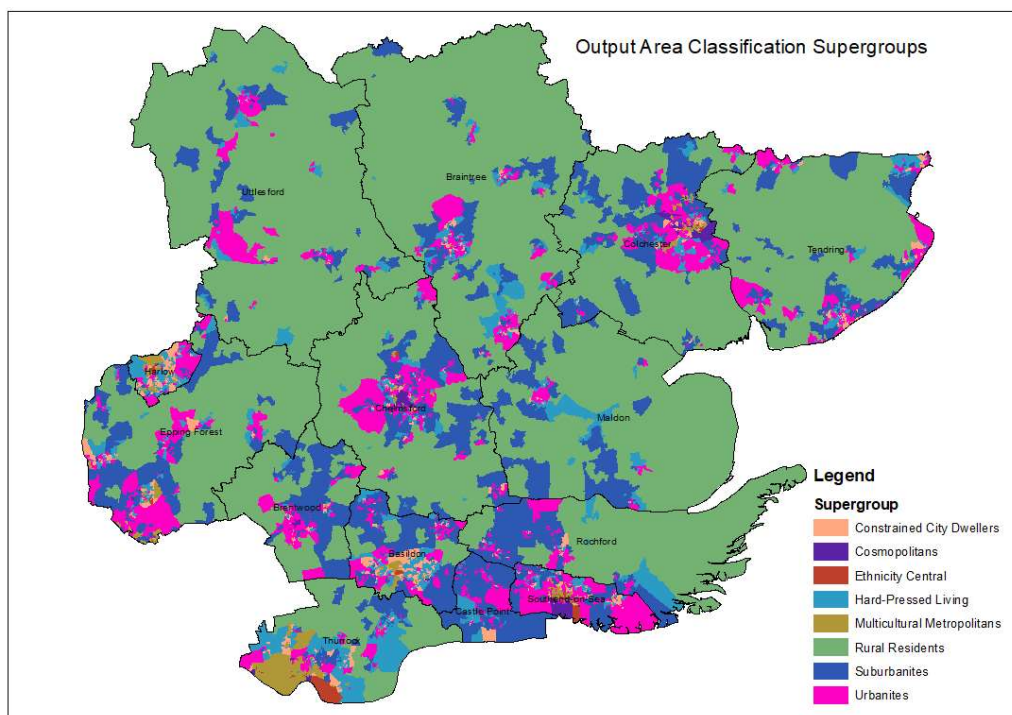 Output Area Classification Supergroups
Uttlesford
Braintree
Colchester
Tendring
Harlow
Epping Forest
Chelmsford
Maldon
Brentwood
Basildon
Rochford
Castle Point
Southend on Sea
Thurrock
Legend
Supergroup
Constrained City Dwellers
Cosmopolitans
Ethnicity Central
Hard-Pressed Living
Multicultural Metropolitans
Rural Residents
Suburbanites
Urbanites